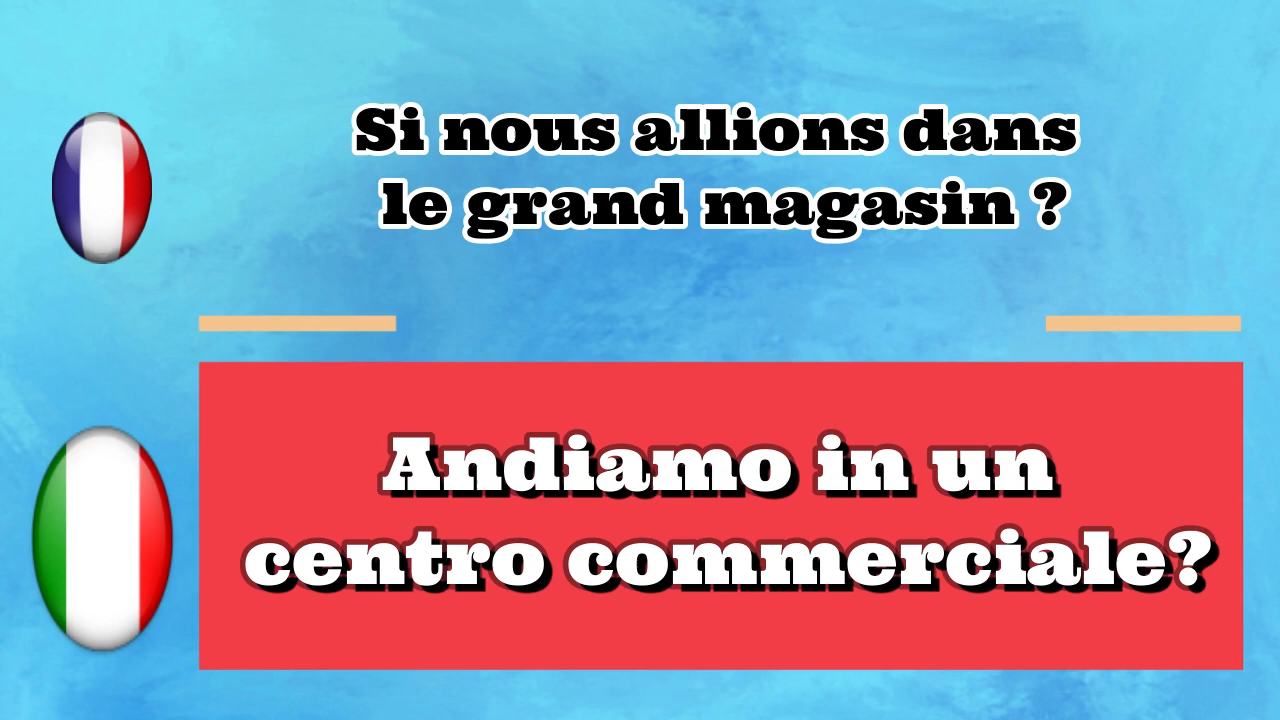 Si nous allions dans
le grand magasin ?
Andiamo in un
centro commerciale?